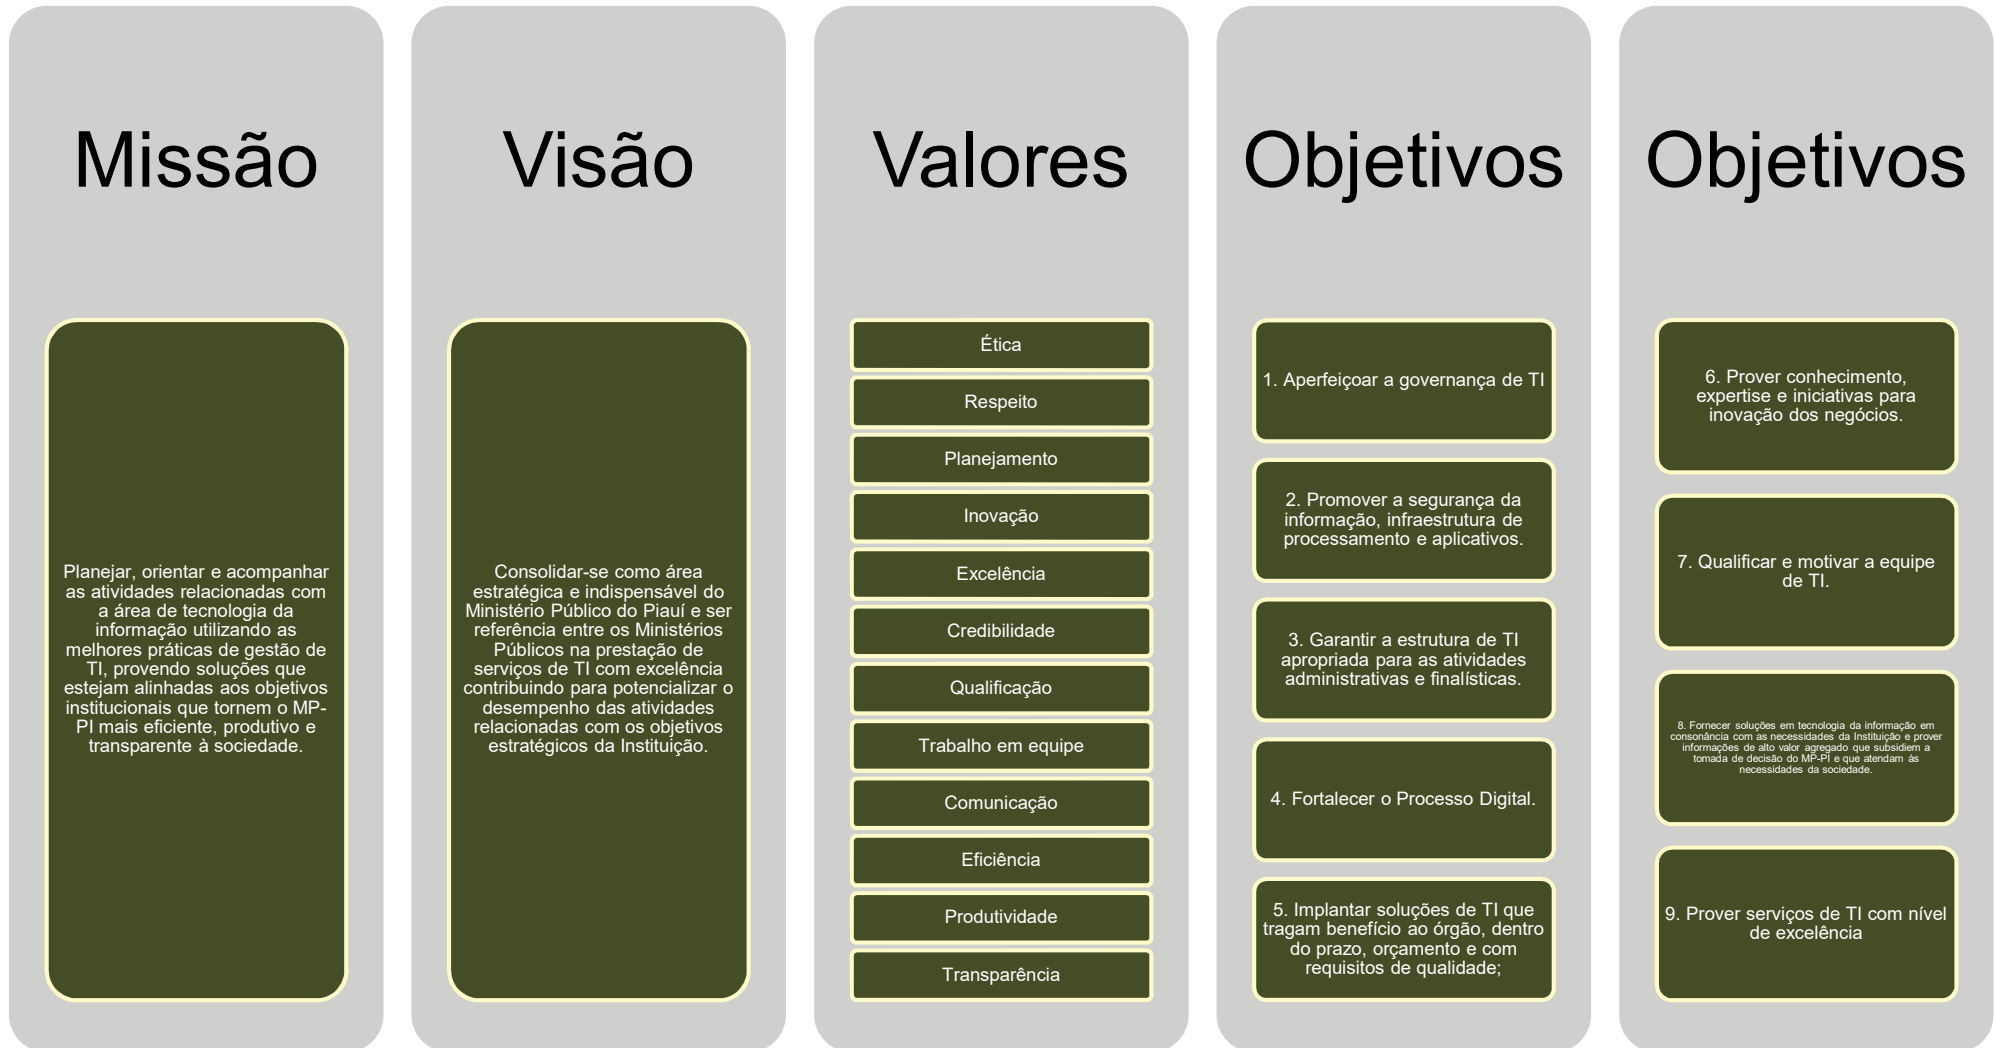 Missão
Planejar, orientar e acompanhar
as atividades relacionadas com
a área de tecnologia da
informação utilizando as
melhores práticas de gestão de
TI, provendo soluções que
estejam alinhadas aos objetivos
institucionais que tornem o MP-
PI mais eficiente, produtivo e
transparente à sociedade.
Visão
Consolidar-se como área
estratégica e indispensável do
Ministério Público do Piauí e ser
referência entre os Ministérios
Públicos na prestação de
serviços de TI com excelência
contribuindo para potencializar o
desempenho das atividades
relacionadas com os objetivos
estratégicos da Instituição.
Valores
Ética
Respeito
Planejamento
Inovação
Excelência
Credibilidade
Qualificação
Trabalho em equipe
Comunicação
Eficiência
Produtividade
Transparência
Objetivos
1. Aperfeiçoar a governança de TI
2. Promover a segurança da
informação, infraestrutura de
processamento e aplicativos.
3. Garantir a estrutura de TI
apropriada para as atividades
administrativas e finalísticas.
4. Fortalecer o Processo Digital.
5. Implantar soluções de TI que
tragam benefício ao órgão, dentro
do prazo, orçamento e com
requisitos de qualidade;
Objetivos
6. Prover conhecimento,
expertise e iniciativas para
inovação dos negócios.
7. Qualificar e motivar a equipe
de TI.
8. Fornecer soluções em tecnologia da informação em
consonância com as necessidades da Instituição e prover
informações de alto valor agregado que subsidiem a
tomada de decisão do MP-PI e que atendam às
necessidades da sociedade.
9. Prover serviços de TI com nível
de excelência